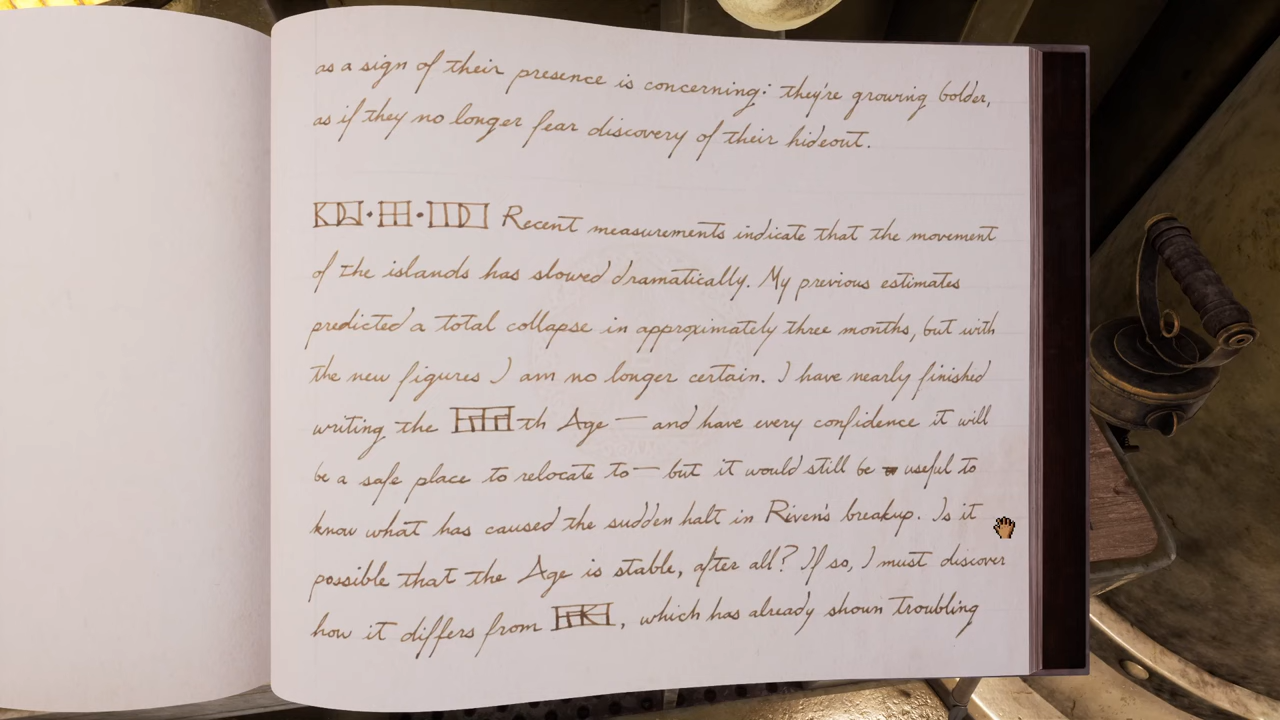 as a sign of their presence is concerning: they're growing bolder,
as if they no longer fear discovery of their hideout.
Recent measurements indicate that the movement
of the islands has slowed dramatically. My previous estimates
predicted a total collapse in approximately three months, but with
the new figures I am no longer certain. I have nearly finished
writing the th Age — and have every confidence it will
be a safe place to relocate to — but it would still be useful to
know what has caused the sudden halt in Riven's breakup. Is it
possible that the Age is stable, after all? If so, I must discover
how it differs from , which has already shown troubling